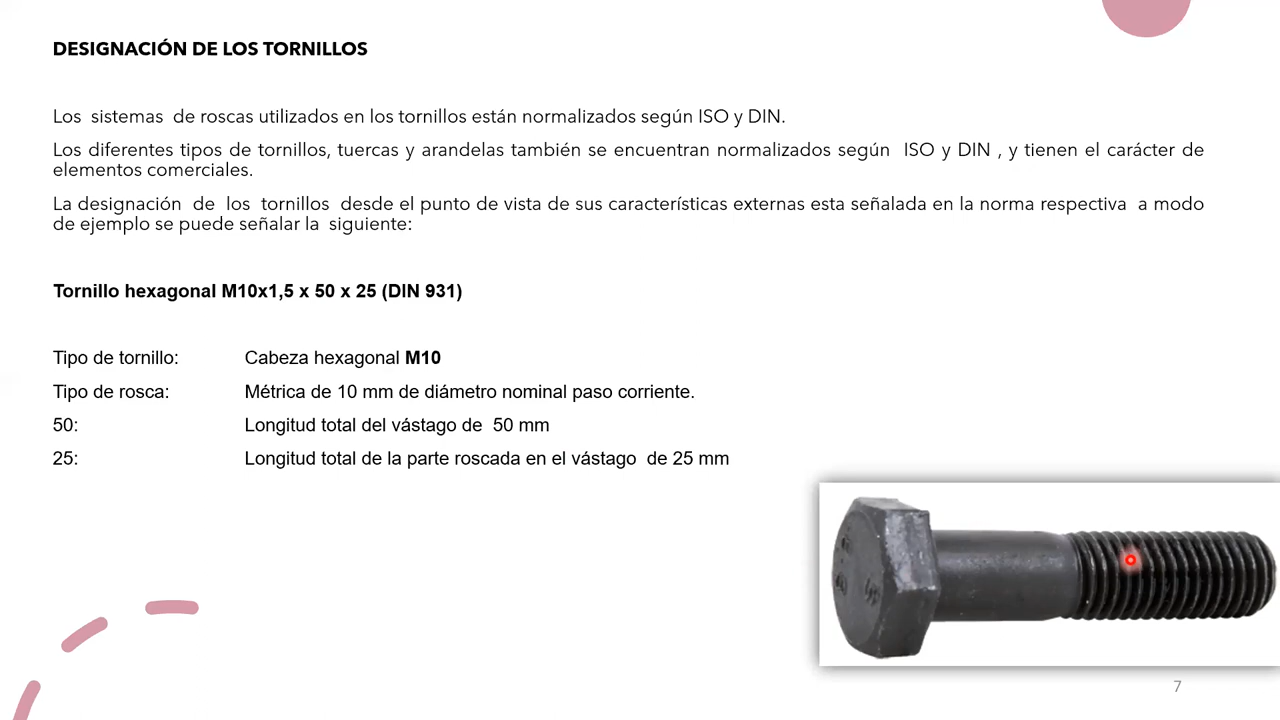 DESIGNACIÓN DE LOS TORNILLOS
Los sistemas de roscas utilizados en los tornillos están normalizados según ISO y DIN.
Los diferentes tipos de tornillos, tuercas y arandelas también se encuentran normalizados según ISO y DIN , y tienen el carácter de
elementos comerciales.
La designación de los tornillos desde el punto de vista de sus características externas esta señalada en la norma respectiva a modo
de ejemplo se puede señalar la siguiente:
Tornillo hexagonal M10x1,5 x 50 x 25 (DIN 931)
Tipo de tornillo: Cabeza hexagonal M10
Tipo de rosca: Métrica de 10 mm de diámetro nominal paso corriente.
50: Longitud total del vástago de 50 mm
25: Longitud total de la parte roscada en el vástago de 25 mm
7